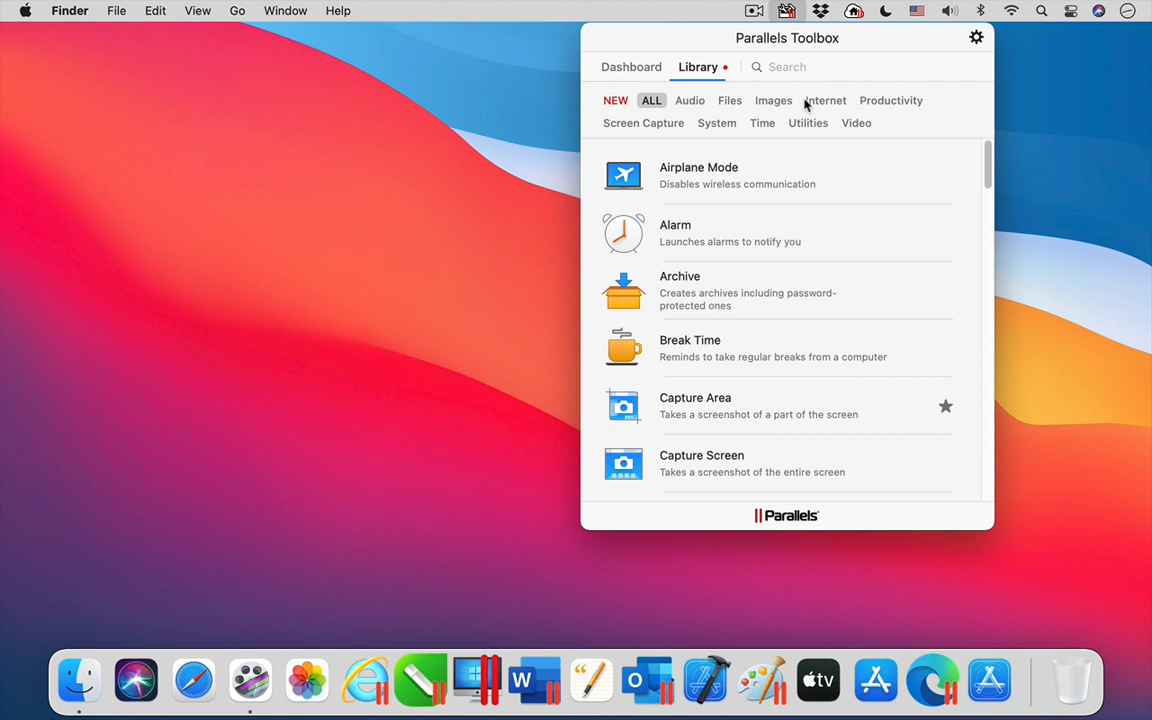 Finder File Edit View Go Window Help
Parallels Toolbox
Dashboard Library Search
NEW ALL Audio Files Images Internet Productivity
Screen Capture System Time Utilities Video
Airplane Mode
Disables wireless communication
Alarm
Launches alarms to notify you
Archive
Creates archives including password-
protected ones
Break Time
Reminds to take regular breaks from a computer
Capture Area
Takes a screenshot of a part of the screen
Capture Screen
Takes a screenshot of the entire screen
Parallels
W O tv